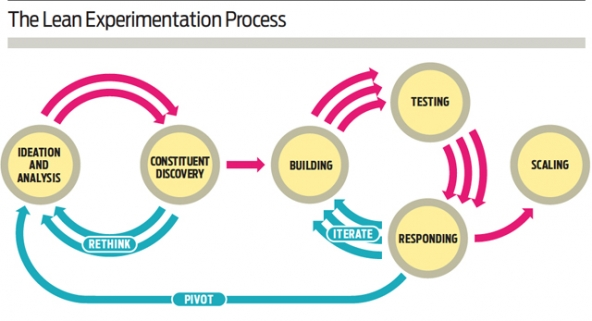 The Lean Experimentation Process
IDEATION
AND
ANALYSIS
CONSTITUENT
DISCOVERY
BUILDING
TESTING
RESPONDING
SCALING
RETHINK
ITERATE
PIVOT